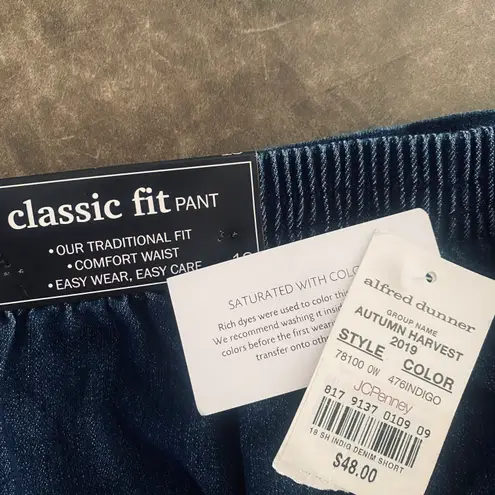 classic fit PANT
• OUR TRADITIONAL FIT
• COMFORT WAIST
• EASY WEAR, EASY CARE
SATURATED WITH COLO
Rich dyes were used to color thi
We recommend washing it insid
colors before the first wear
transfer onto othe
alfred dunner
GROUP NAME
AUTUMN HARVEST
2019
STYLE COLOR
78100 0W 476INDIGO
JCPenney
817 9137 0109 09
18 SH INDIG DENIM SHORT
$48.00